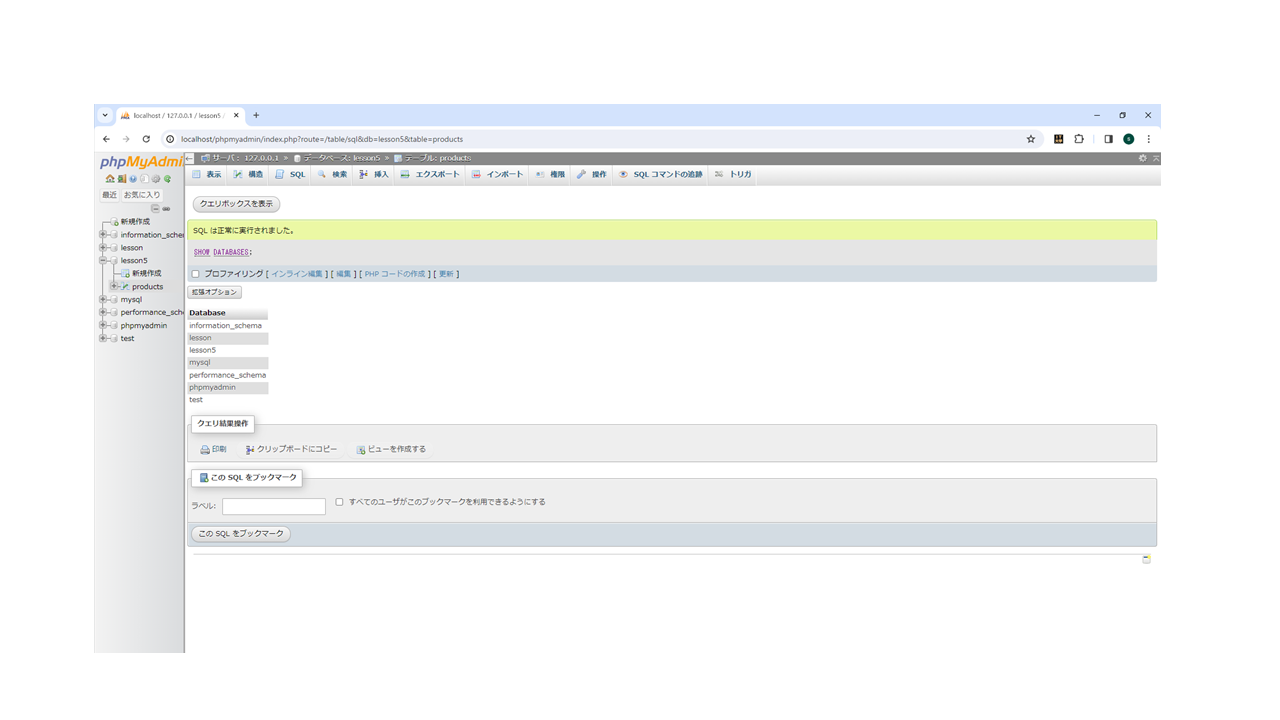 localhost / 127.0.0.1 / lesson5
localhost/phpmyadmin/index.php?route=/table/sql&db=lesson5&table=products
phpMyAdmi
最近 お気に入り
新規作成
information_sche
lesson
lesson5
新規作成
products
mysql
performance_sch
phpmyadmin
test
サーバ: 127.0.0.1 » データベース: lesson5 » テーブル: products
表示 構造 SQL 検索 挿入 エクスポート インポート 権限 操作 SQL コマンドの追跡 トリガ
クエリボックスを表示
SQL は正常に実行されました。
SHOW DATABASES;
プロファイリング [ インライン編集 ] [ 編集 ] [ PHP コードの作成 ] [ 更新 ]
拡張オプション
Database
information_schema
lesson
lesson5
mysql
performance_schema
phpmyadmin
test
クエリ結果操作
印刷 クリップボードにコピー ビューを作成する
この SQL をブックマーク
ラベル: すべてのユーザがこのブックマークを利用できるようにする
この SQL をブックマーク